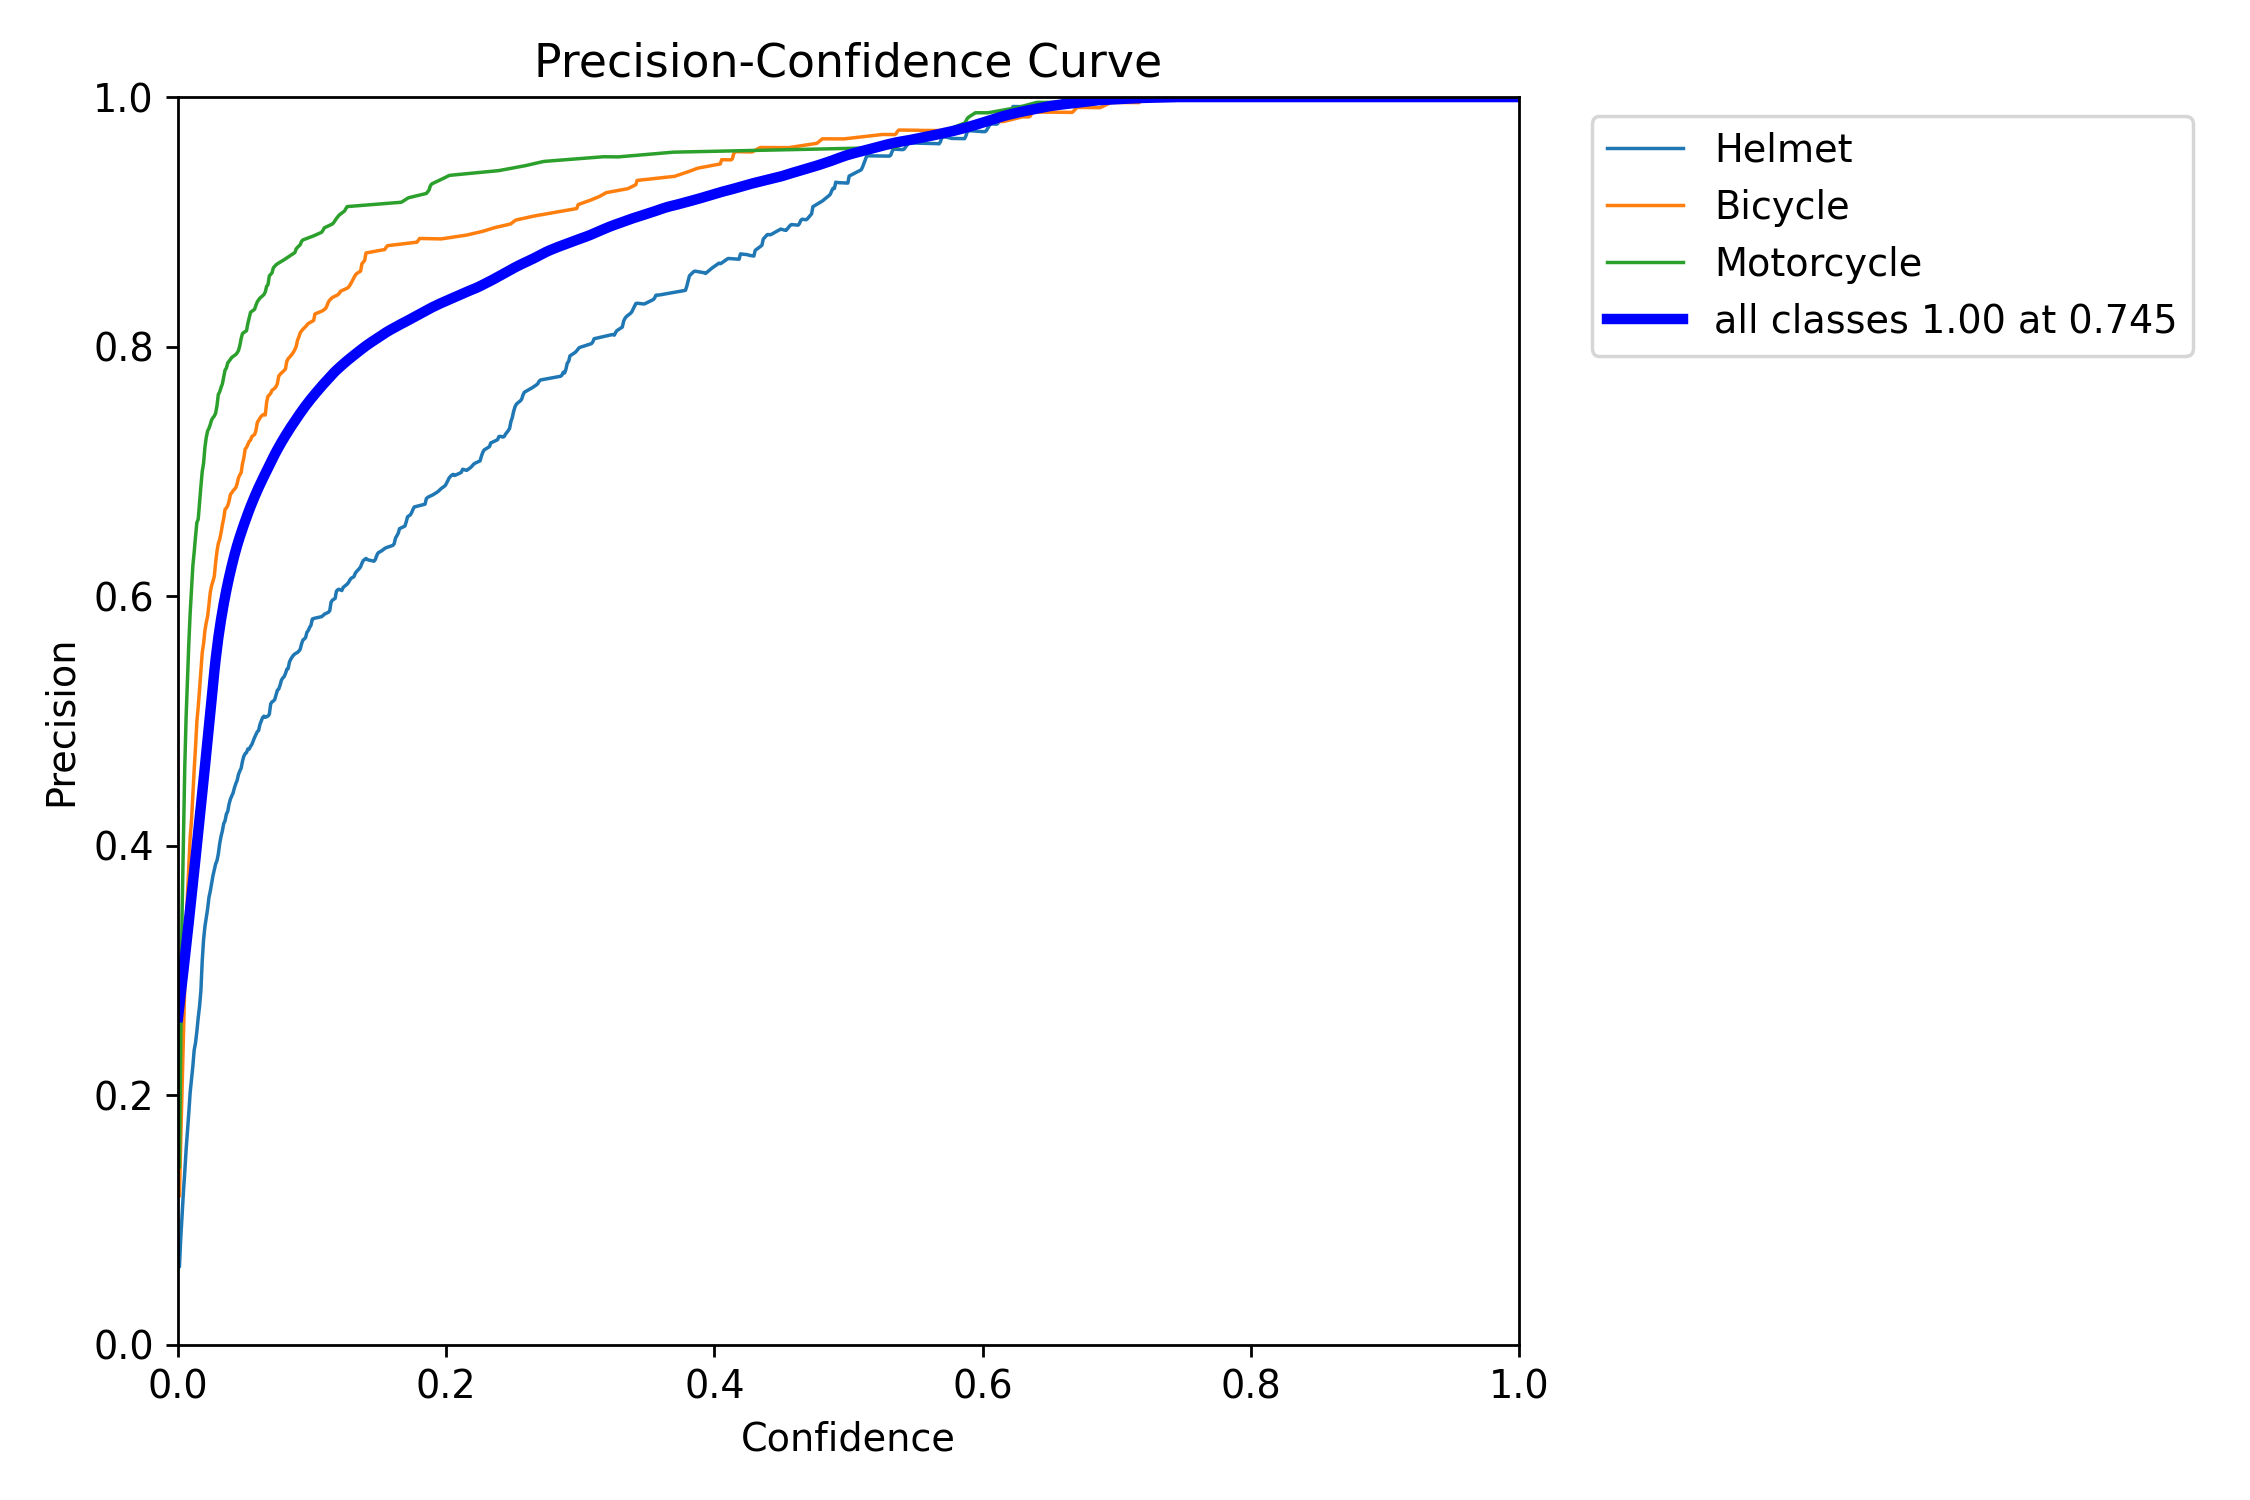 Precision-Confidence Curve
1.0
0.8
0.6
0.4
0.2
0.0
Precision
0.0 0.2 0.4 0.6 0.8 1.0
Confidence
Helmet
Bicycle
Motorcycle
all classes 1.00 at 0.745